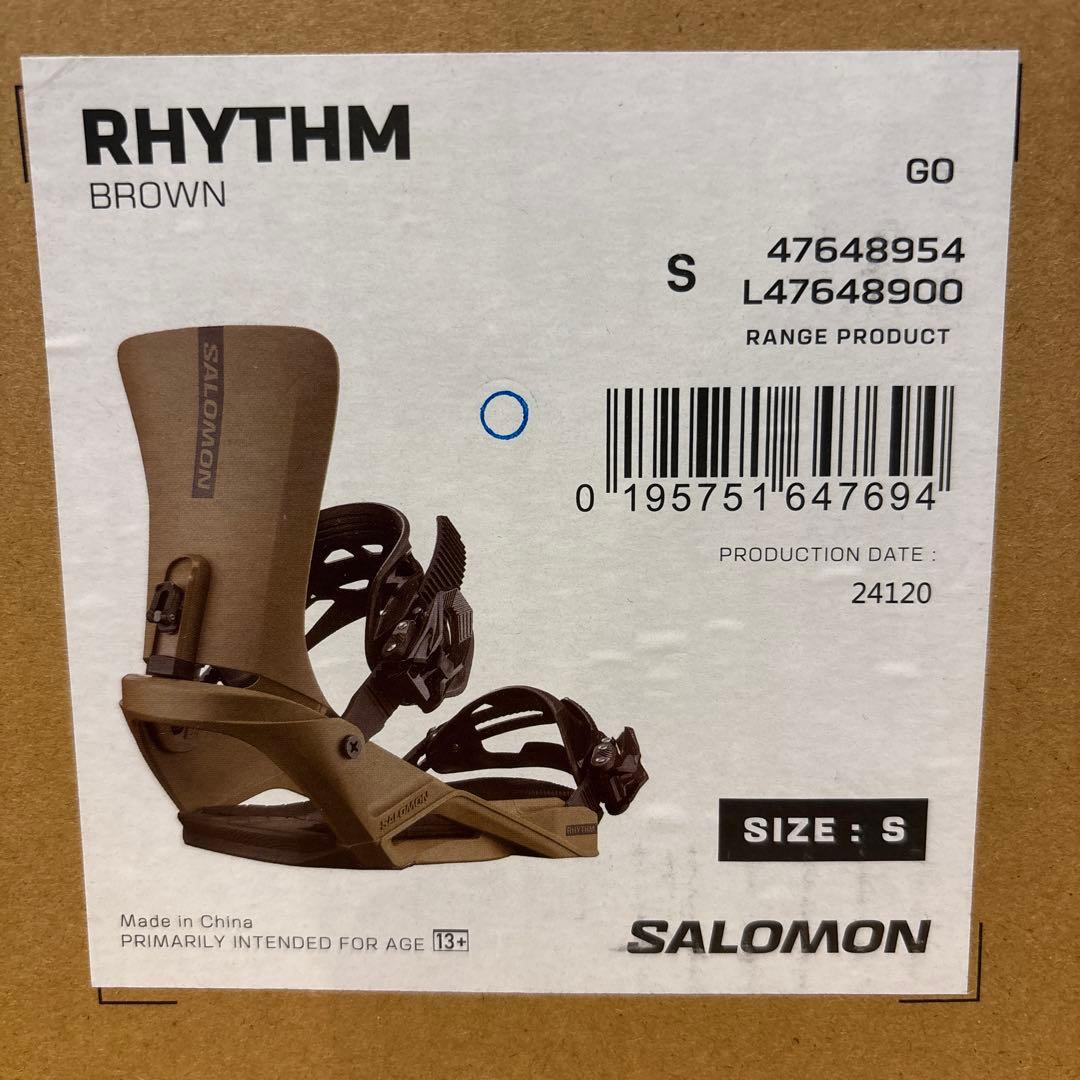 RHYTHM
BROWN
GO
S
47648954
L47648900
RANGE PRODUCT
SALOMON
0 195751 647694
PRODUCTION DATE :
24120
SALOMON
RHYTHM
SIZE : S
Made in China
PRIMARILY INTENDED FOR AGE 13+
SALOMON